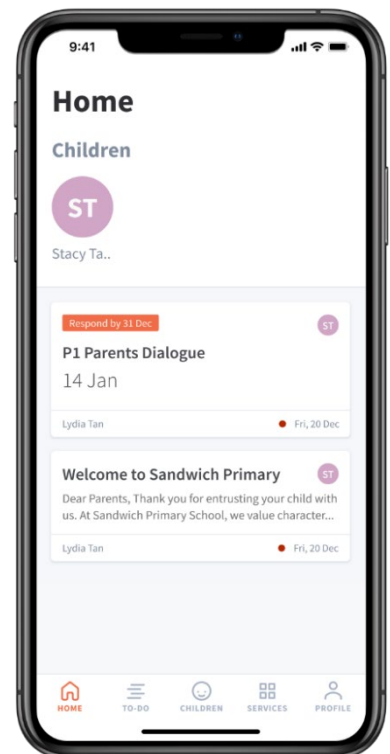 9:41
Home
Children
ST
Stacy Ta..
Respond by 31 Dec
ST
P1 Parents Dialogue
14 Jan
Lydia Tan Fri, 20 Dec
Welcome to Sandwich Primary
ST
Dear Parents, Thank you for entrusting your child with
us. At Sandwich Primary School, we value character...
Lydia Tan Fri, 20 Dec
HOME TO-DO CHILDREN SERVICES PROFILE